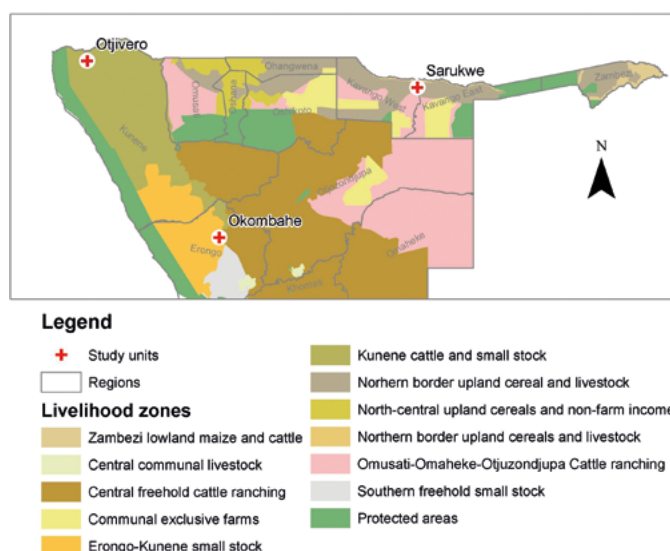 Otjivero
Ohangwena
Sarukwe
Zambezi
Omusati
Oshana
Kavango West
Kavango East
Oshikoto
Kunene
N
Otjozondjupa
Okombahe
Omaheke
Erongo
Khomas
Legend
Study units
Regions
Livelihood zones
Zambezi lowland maize and cattle
Central communal livestock
Central freehold cattle ranching
Communal exclusive farms
Erongo-Kunene small stock
Kunene cattle and small stock
Norhern border upland cereal and livestock
North-central upland cereals and non-farm income
Northern border upland cereals and livestock
Omusati-Omaheke-Otjuzondjupa Cattle ranching
Southern freehold small stock
Protected areas